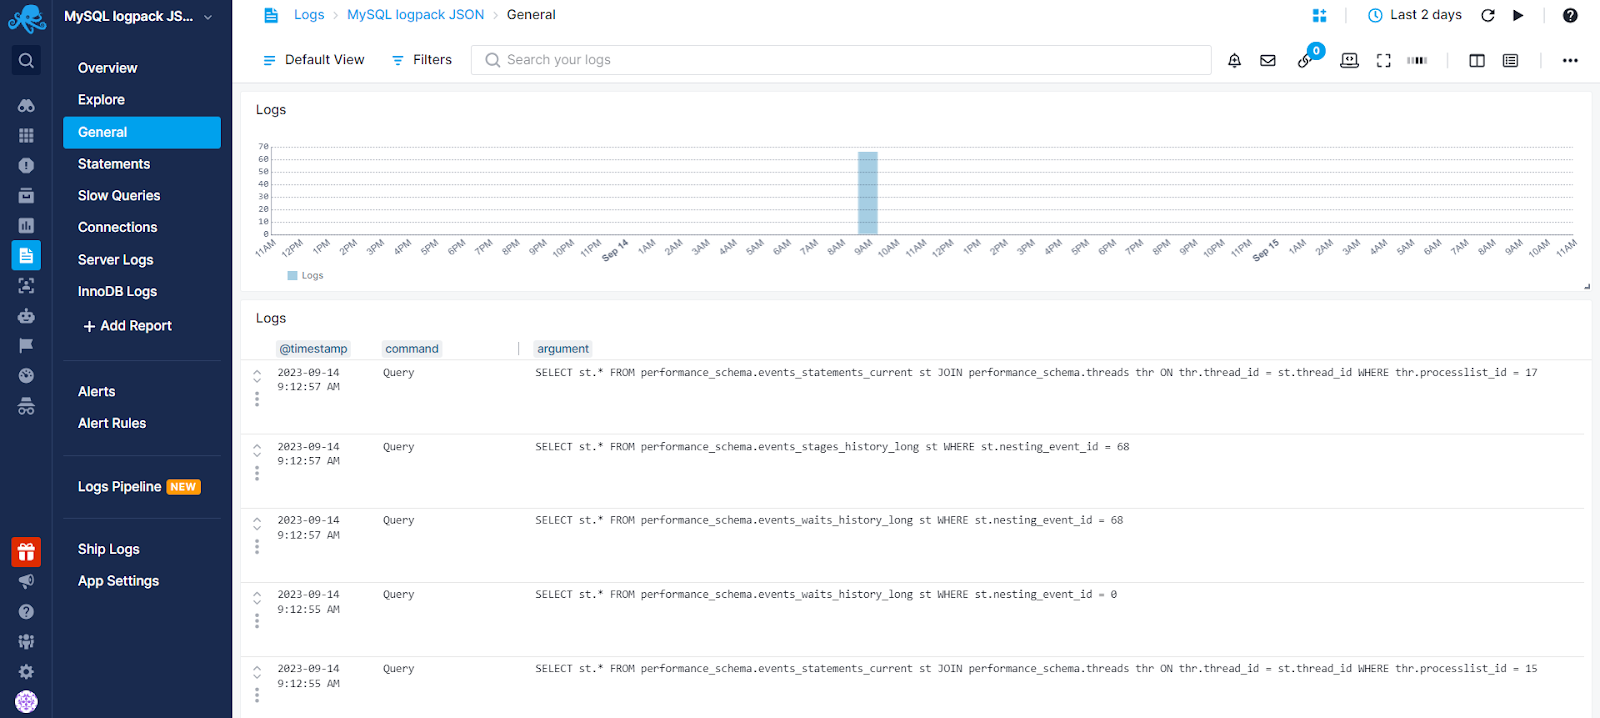 MySQL logpack JS...
Overview
Explore
General
Statements
Slow Queries
Connections
Server Logs
InnoDB Logs
+ Add Report
Alerts
Alert Rules
Logs Pipeline NEW
Ship Logs
App Settings
Logs > MySQL logpack JSON > General
Last 2 days
Default View
Filters
Search your logs
0
Logs
70
60
50
40
30
20
10
0
11AM 12PM 1PM 2PM 3PM 4PM 5PM 6PM 7PM 8PM 9PM 10PM 11PM Sep 14 1AM 2AM 3AM 4AM 5AM 6AM 7AM 8AM 9AM 10AM 11AM 12PM 1PM 2PM 3PM 4PM 5PM 6PM 7PM 8PM 9PM 10PM 11PM Sep 15 1AM 2AM 3AM 4AM 5AM 6AM 7AM 8AM 9AM 10AM 11AM
Logs
Logs
@timestamp command argument
2023-09-14 Query SELECT st.* FROM performance_schema.events_statements_current st JOIN performance_schema.threads thr ON thr.thread_id = st.thread_id WHERE thr.processlist_id = 17
9:12:57 AM
2023-09-14 Query SELECT st.* FROM performance_schema.events_stages_history_long st WHERE st.nesting_event_id = 68
9:12:57 AM
2023-09-14 Query SELECT st.* FROM performance_schema.events_waits_history_long st WHERE st.nesting_event_id = 68
9:12:57 AM
2023-09-14 Query SELECT st.* FROM performance_schema.events_waits_history_long st WHERE st.nesting_event_id = 0
9:12:55 AM
2023-09-14 Query SELECT st.* FROM performance_schema.events_statements_current st JOIN performance_schema.threads thr ON thr.thread_id = st.thread_id WHERE thr.processlist_id = 15
9:12:55 AM